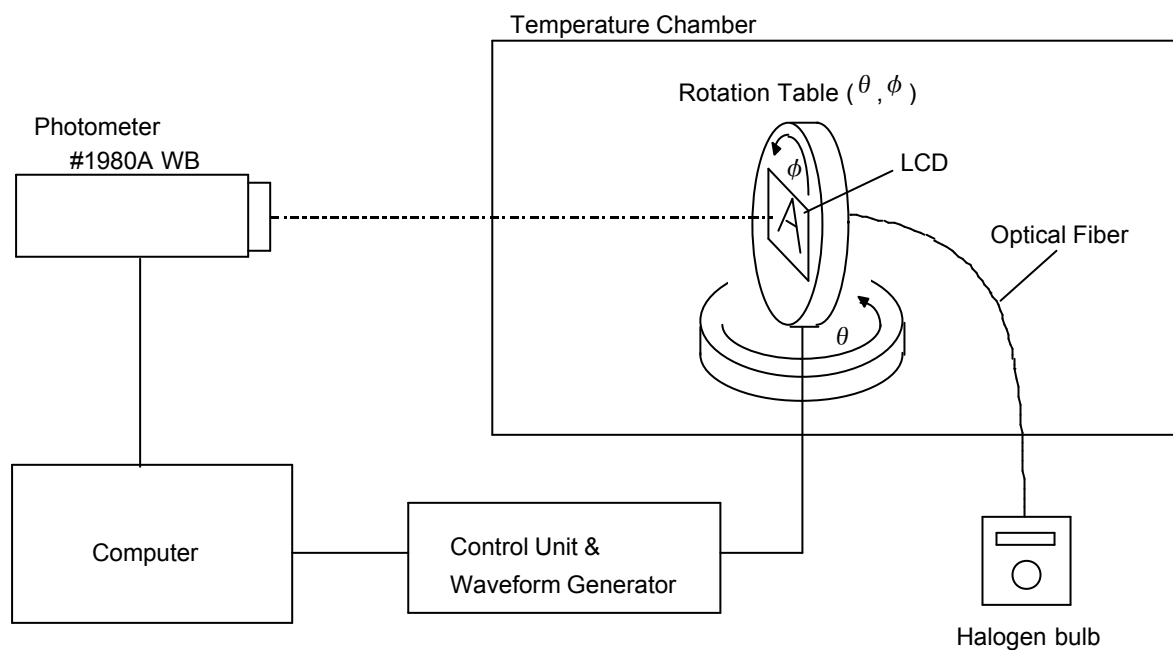 Temperature Chamber
Rotation Table ( θ , ϕ )
Photometer
#1980A WB
ϕ
LCD
A
Optical Fiber
θ
Computer
Control Unit &
Waveform Generator
Halogen bulb